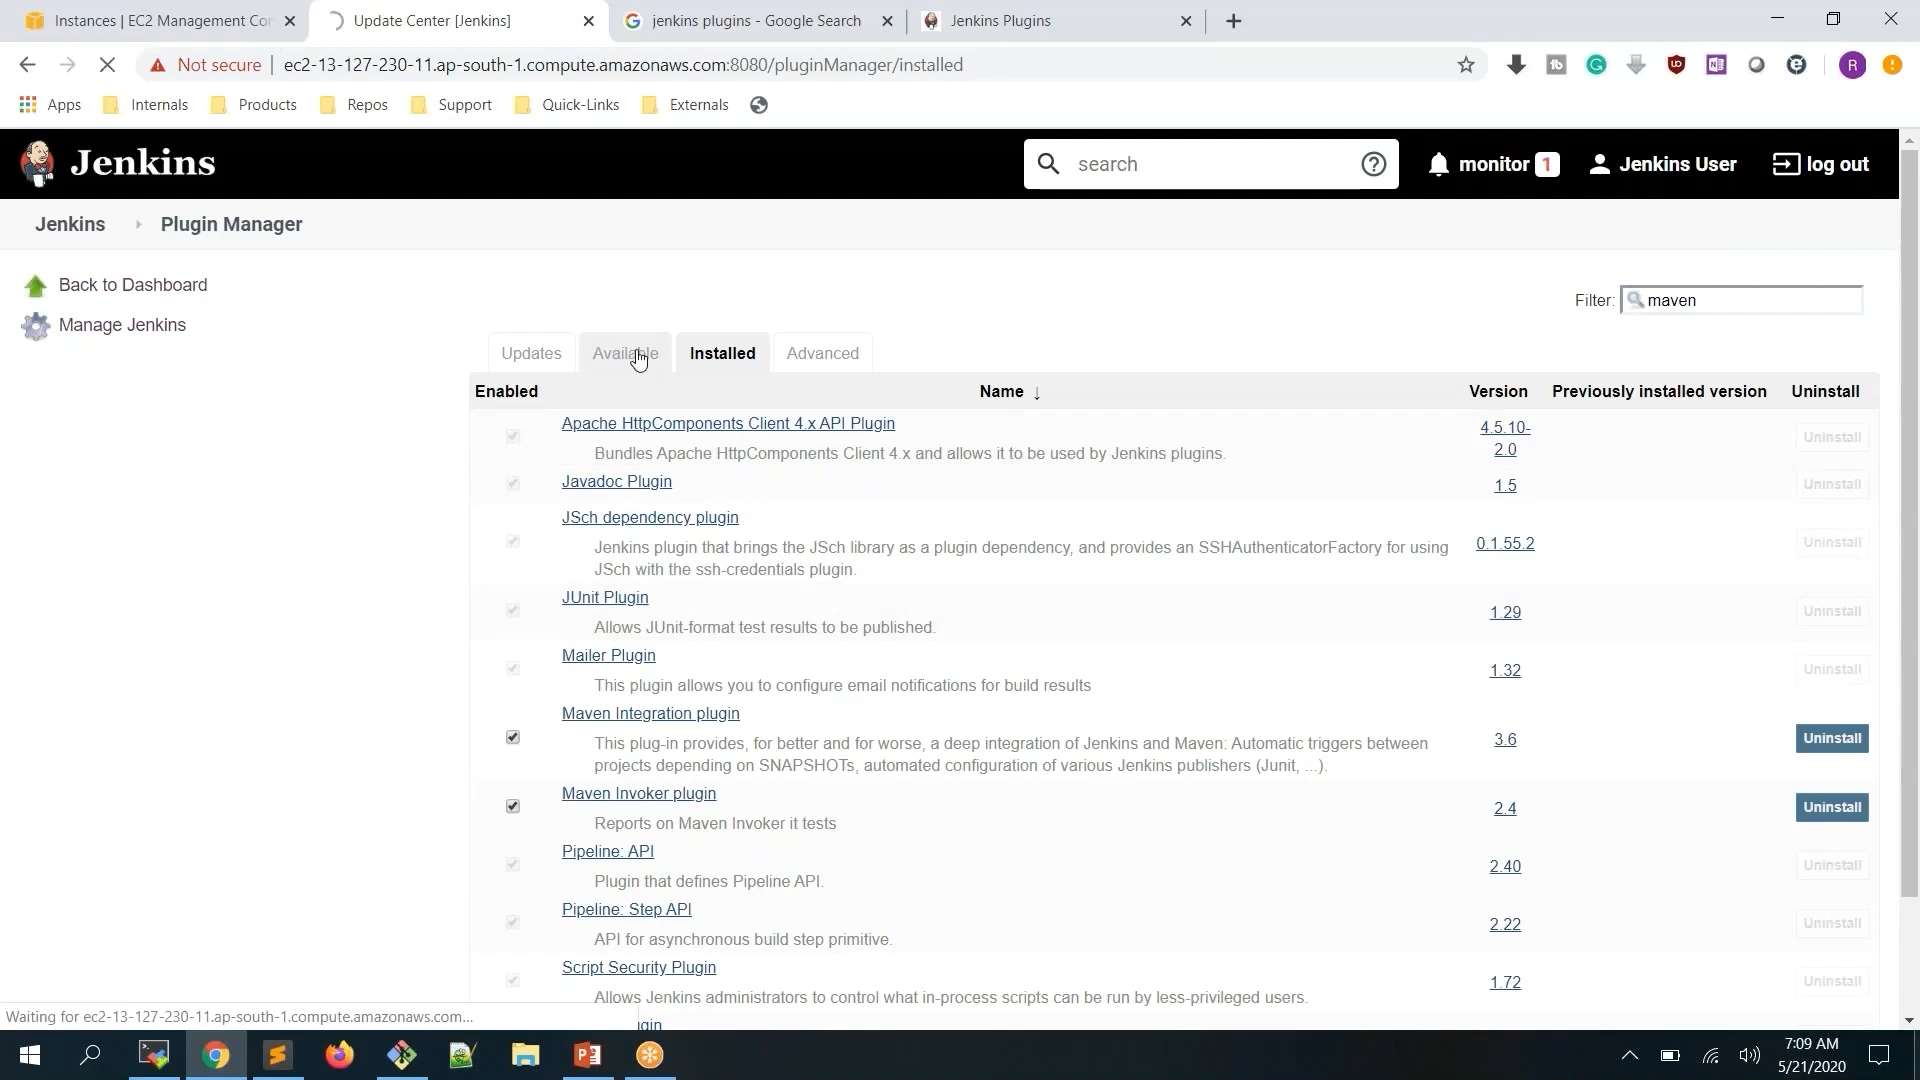 Instances | EC2 Management Con
Update Center [Jenkins]
jenkins plugins - Google Search
Jenkins Plugins
Not secure
ec2-13-127-230-11.ap-south-1.compute.amazonaws.com:8080/pluginManager/installed
R
Apps
Internals
Products
Repos
Support
Quick-Links
Externals
Jenkins
search
monitor 1
Jenkins User
log out
Jenkins
Plugin Manager
Back to Dashboard
Manage Jenkins
Filter: maven
Updates
Available
Installed
Advanced
Enabled
Name ↓
Version
Previously installed version
Uninstall
Apache HttpComponents Client 4.x API Plugin
Bundles Apache HttpComponents Client 4.x and allows it to be used by Jenkins plugins.
4.5.10-
2.0
Uninstall
Javadoc Plugin
1.5
Uninstall
JSch dependency plugin
Jenkins plugin that brings the JSch library as a plugin dependency, and provides an SSHAuthenticatorFactory for using
JSch with the ssh-credentials plugin.
0.1.55.2
Uninstall
JUnit Plugin
Allows JUnit-format test results to be published.
1.29
Uninstall
Mailer Plugin
This plugin allows you to configure email notifications for build results
1.32
Uninstall
Maven Integration plugin
This plug-in provides, for better and for worse, a deep integration of Jenkins and Maven: Automatic triggers between
projects depending on SNAPSHOTs, automated configuration of various Jenkins publishers (Junit, ...).
3.6
Uninstall
Maven Invoker plugin
Reports on Maven Invoker it tests
2.4
Uninstall
Pipeline: API
Plugin that defines Pipeline API.
2.40
Uninstall
Pipeline: Step API
API for asynchronous build step primitive.
2.22
Uninstall
Script Security Plugin
Allows Jenkins administrators to control what in-process scripts can be run by less-privileged users.
1.72
Uninstall
Waiting for ec2-13-127-230-11.ap-south-1.compute.amazonaws.com...
7:09 AM
5/21/2020